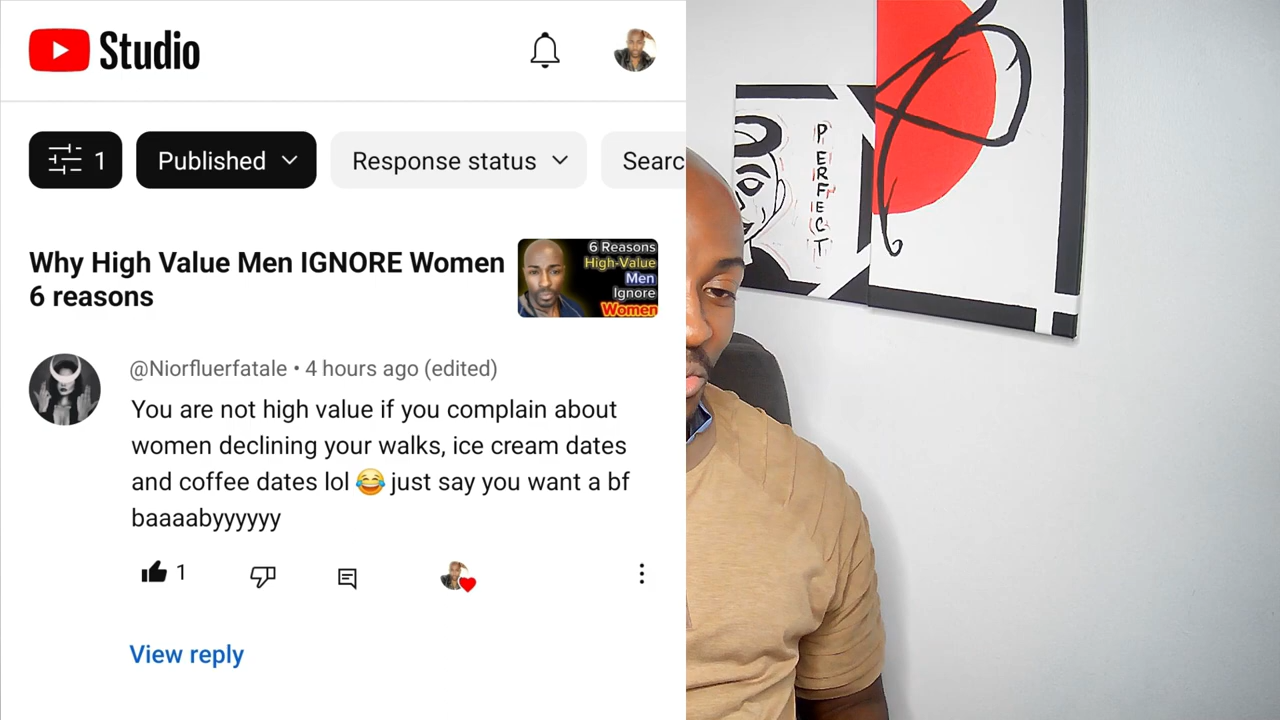 Studio
1
Published
Response status
Searc
Why High Value Men IGNORE Women
6 reasons
6 Reasons
High-Value
Men
Ignore
Women
@Niorfluerfatale • 4 hours ago (edited)
You are not high value if you complain about
women declining your walks, ice cream dates
and coffee dates lol 😂 just say you want a bf
baaaabyyyyyy
1
View reply
PERFECT